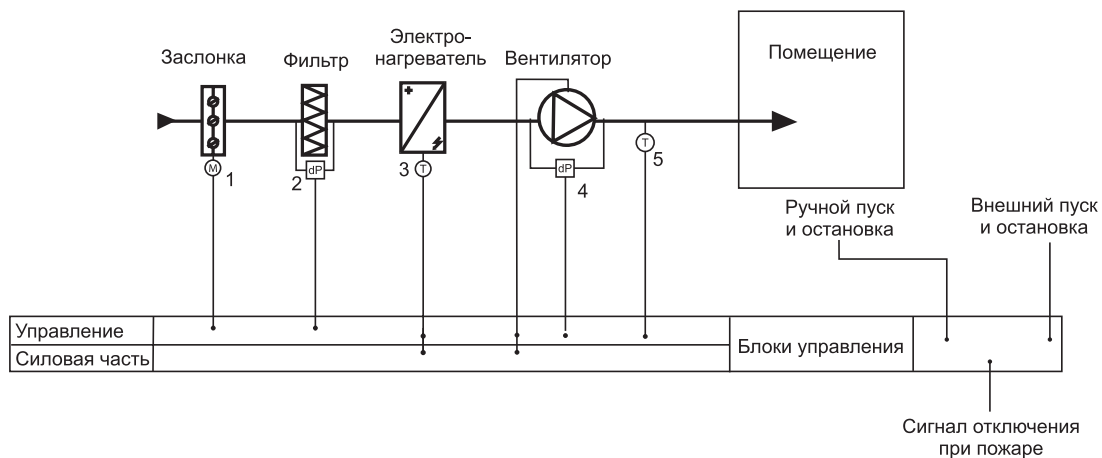 Заслонка
Фильтр
Электро-
нагреватель
Вентилятор
Помещение
M 1
dP
2
3 T
dP
4
T
5
Ручной пуск
и остановка
Внешний пуск
и остановка
Управление
Силовая часть
Блоки управления
Сигнал отключения
при пожаре